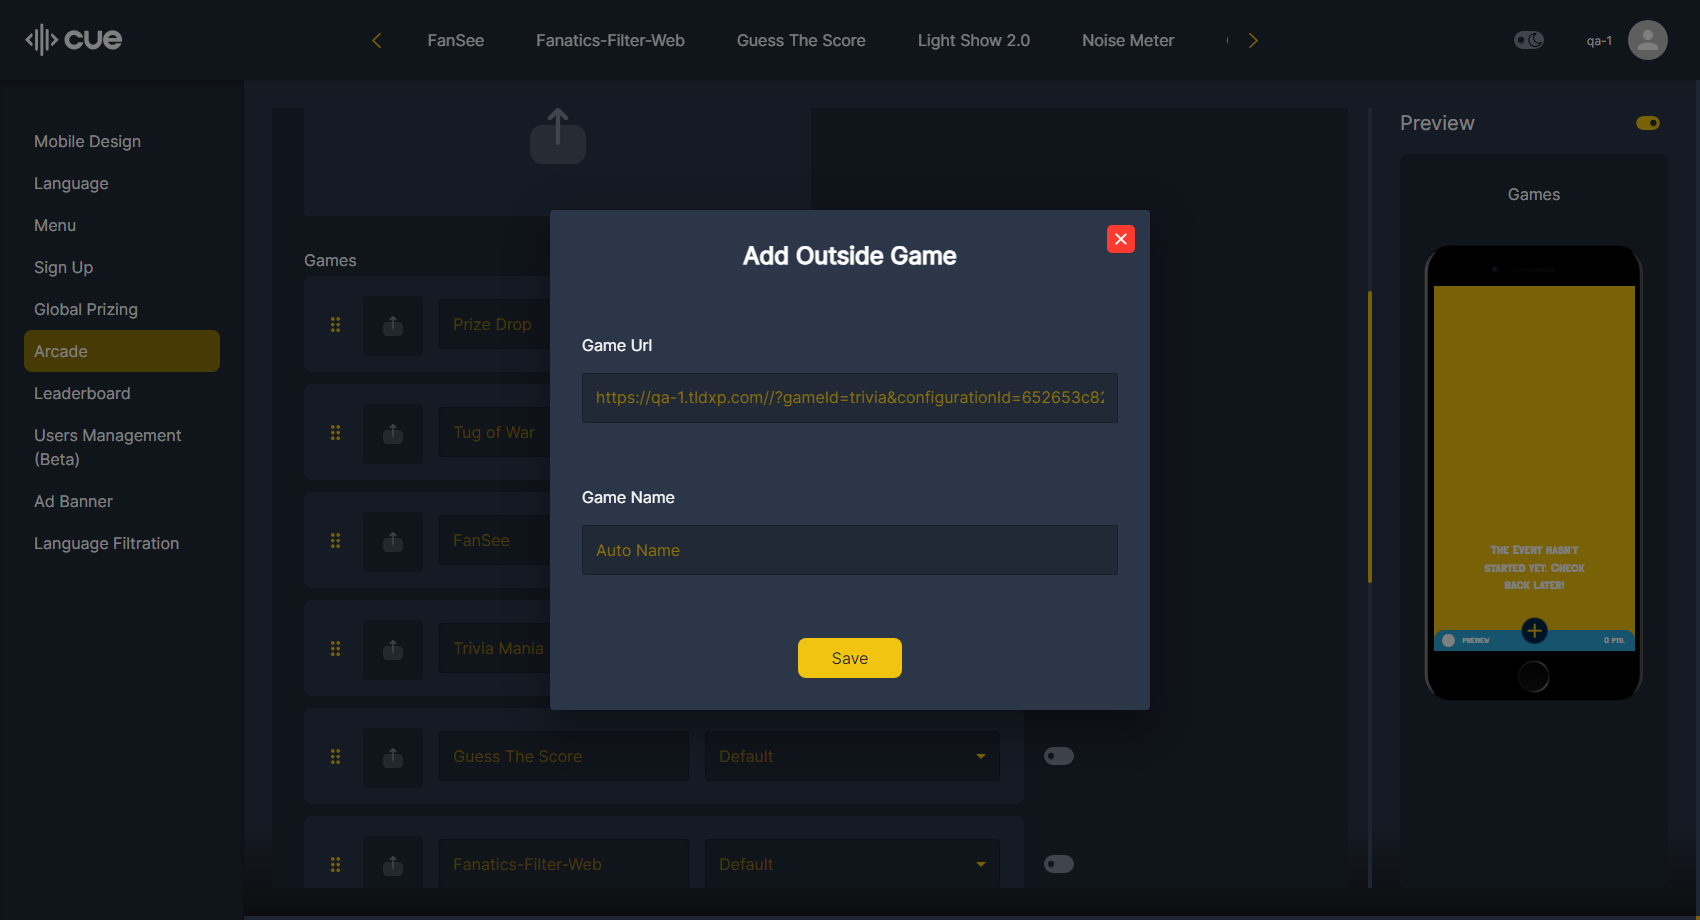 cue
FanSee
Fanatics-Filter-Web
Guess The Score
Light Show 2.0
Noise Meter
qa-1
Mobile Design
Language
Menu
Sign Up
Global Prizing
Arcade
Leaderboard
Users Management
(Beta)
Ad Banner
Language Filtration
Games
Prize Drop
Tug of War
FanSee
Trivia Mania
Guess The Score
Default
Fanatics-Filter-Web
Default
Add Outside Game
Game Url
https://qa-1.tldxp.com//?gameId=trivia&configurationId=652653c82
Game Name
Auto Name
Save
Preview
Games
The Event hasn't
started yet. Check
back later!
PREVIEW
0 PTS.